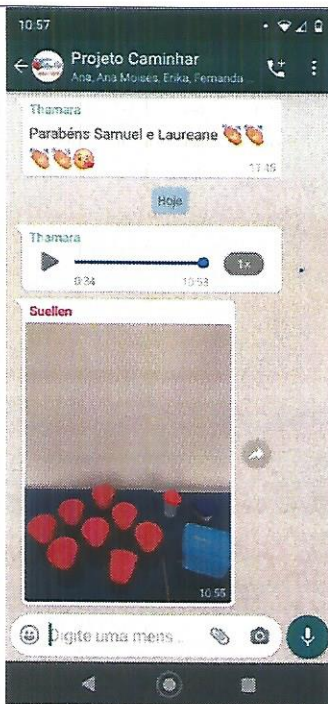 10:57
Projeto Caminhar
Ana, Ana Moises, Erika, Fernanda...
Thamara
Parabéns Samuel e Laureane
17:45
Hoje
Thamara
1x
0:34 10:53
Suellen
10:55
Digite uma mens...